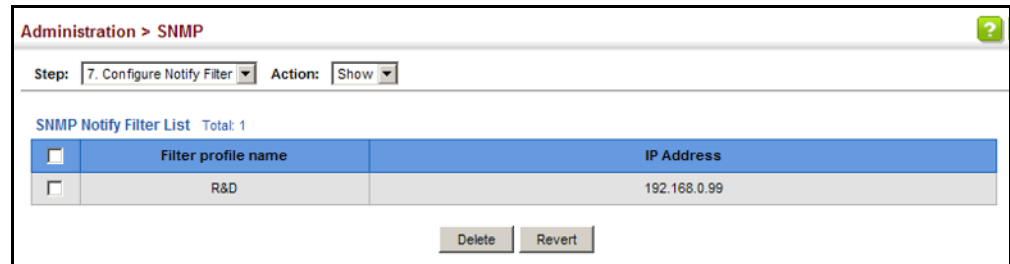 Administration > SNMP
?
Step: 7. Configure Notify Filter Action: Show
SNMP Notify Filter List Total: 1
Filter profile name IP Address
R&D 192.168.0.99
Delete Revert